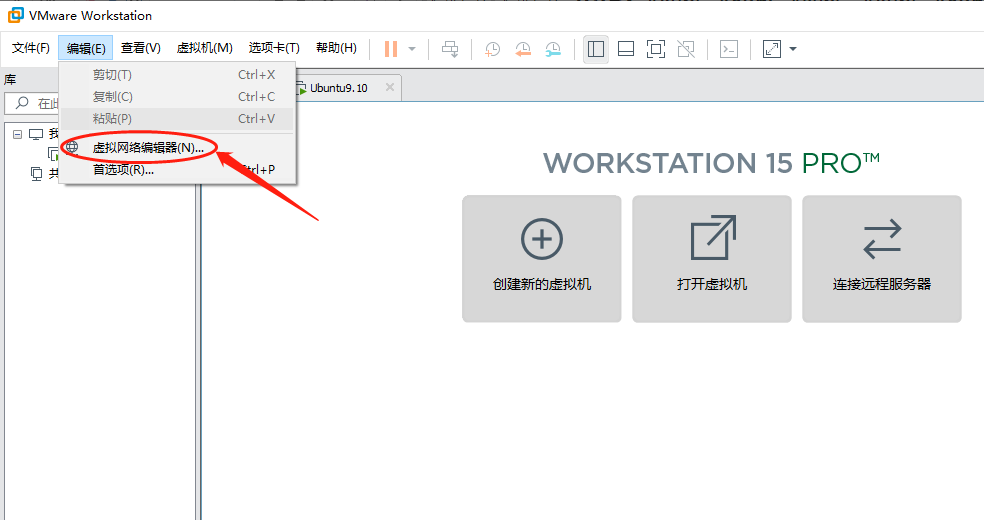 VMware Workstation
文件(F) 编辑(E) 查看(V) 虚拟机(M) 选项卡(T) 帮助(H)
库
剪切(T) Ctrl+X
Ubuntu9.10
复制(C) Ctrl+C
在此
粘贴(P) Ctrl+V
我
虚拟网络编辑器(N)...
首选项(R)... Ctrl+P
共
WORKSTATION 15 PRO™
创建新的虚拟机
打开虚拟机
连接远程服务器